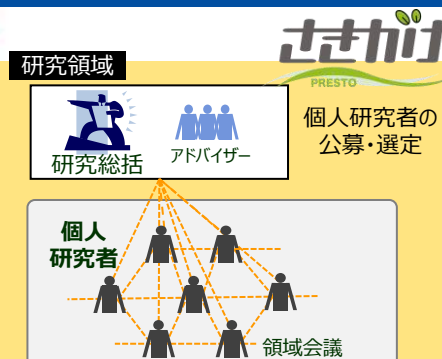 さきがけ
PRESTO
研究領域
研究総括
アドバイザー
個人研究者の
公募・選定
個人
研究者
領域会議